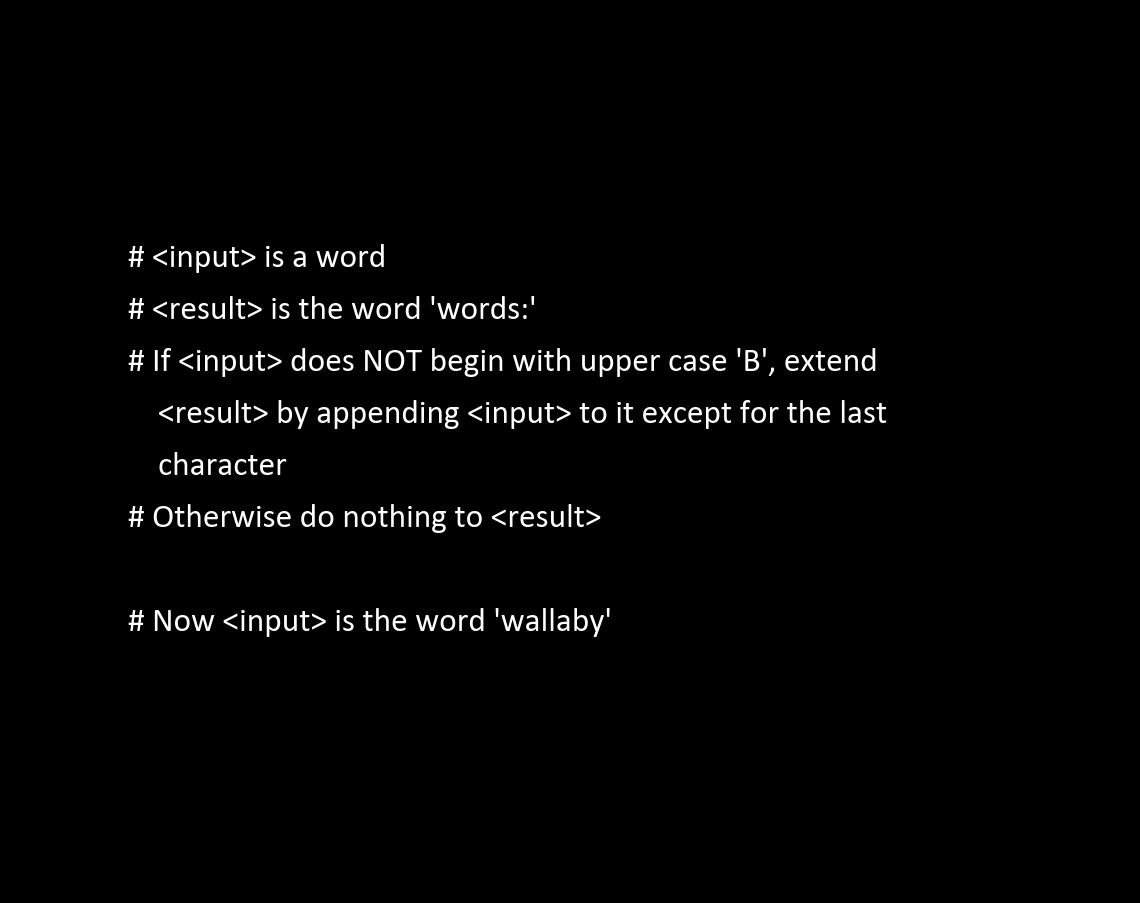 # <input> is a word
# <result> is the word 'words:'
# If <input> does NOT begin with upper case 'B', extend
<result> by appending <input> to it except for the last
character
# Otherwise do nothing to <result>
# Now <input> is the word 'wallaby'